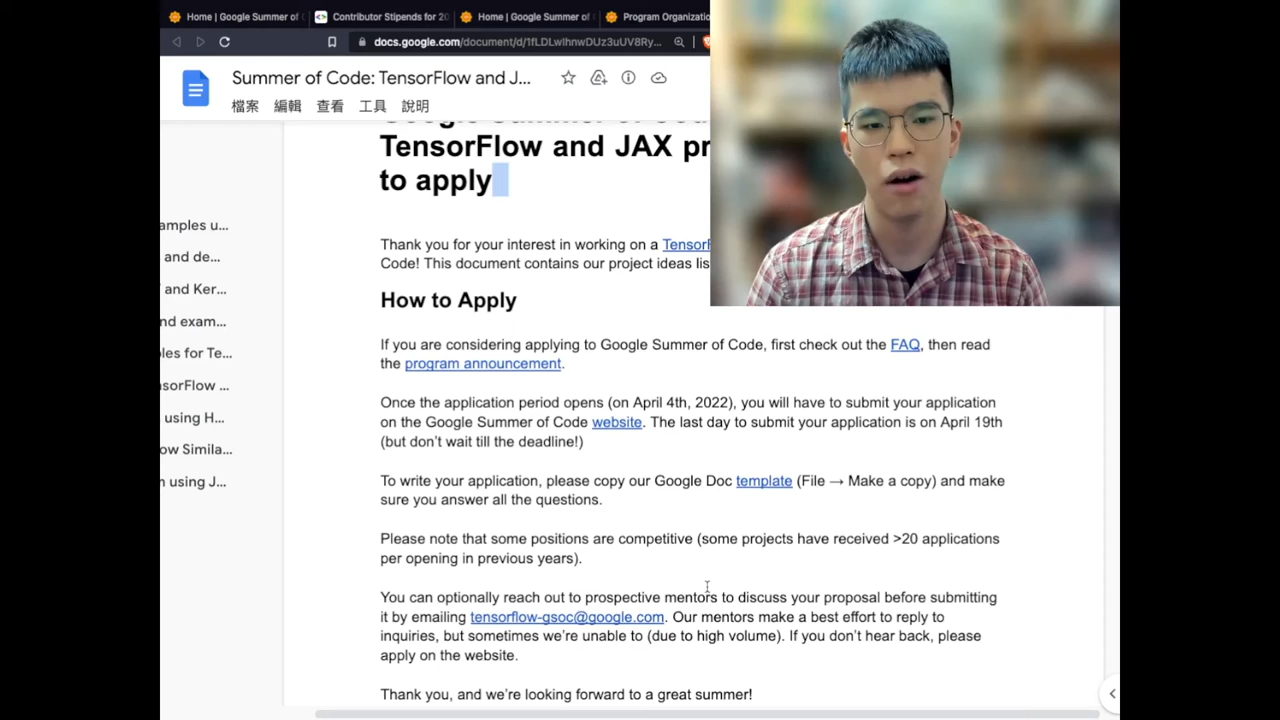 Home | Google Summer of
Contributor Stipends for 20
Home | Google Summer of
Program Organizatio
docs.google.com/document/d/1fLDLwlhnwDUz3uUV8Ry...
Summer of Code: TensorFlow and J...
檔案 編輯 查看 工具 說明
Google Summer of Cod
TensorFlow and JAX pr
to apply
amples u...
and de...
and Ker...
nd exam...
les for Te...
sorFlow ...
using H...
ow Simila...
n using J...
Thank you for your interest in working on a TensorF
Code! This document contains our project ideas lis
How to Apply
If you are considering applying to Google Summer of Code, first check out the FAQ, then read
the program announcement.
Once the application period opens (on April 4th, 2022), you will have to submit your application
on the Google Summer of Code website. The last day to submit your application is on April 19th
(but don't wait till the deadline!)
To write your application, please copy our Google Doc template (File → Make a copy) and make
sure you answer all the questions.
Please note that some positions are competitive (some projects have received >20 applications
per opening in previous years).
You can optionally reach out to prospective mentors to discuss your proposal before submitting
it by emailing tensorflow-gsoc@google.com. Our mentors make a best effort to reply to
inquiries, but sometimes we're unable to (due to high volume). If you don't hear back, please
apply on the website.
Thank you, and we're looking forward to a great summer!